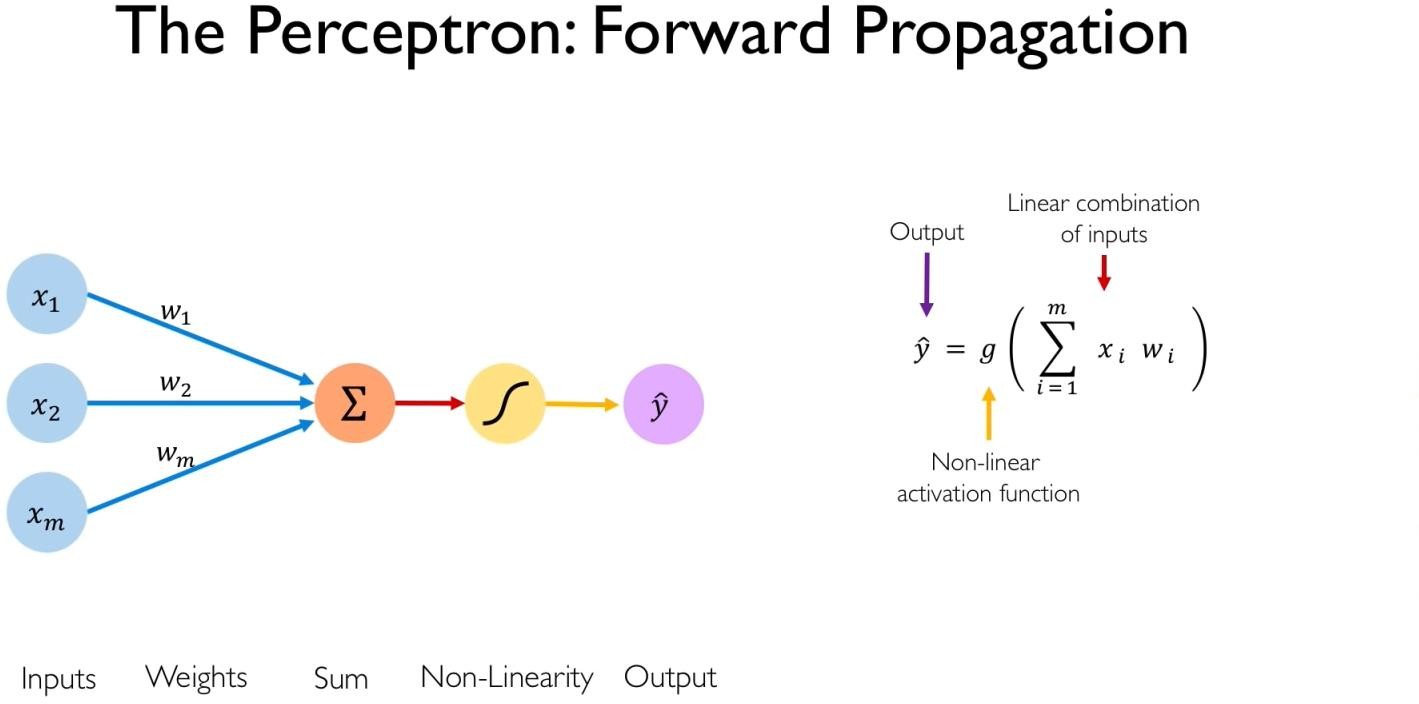 The Perceptron: Forward Propagation
x₁
w₁
x₂
w₂
xₘ
wₘ
Σ
∫
ŷ
Output
Linear combination
of inputs
ŷ = g ( ∑ᵢ₌₁ᵐ xᵢ wᵢ )
Non-linear
activation function
Inputs Weights Sum Non-Linearity Output